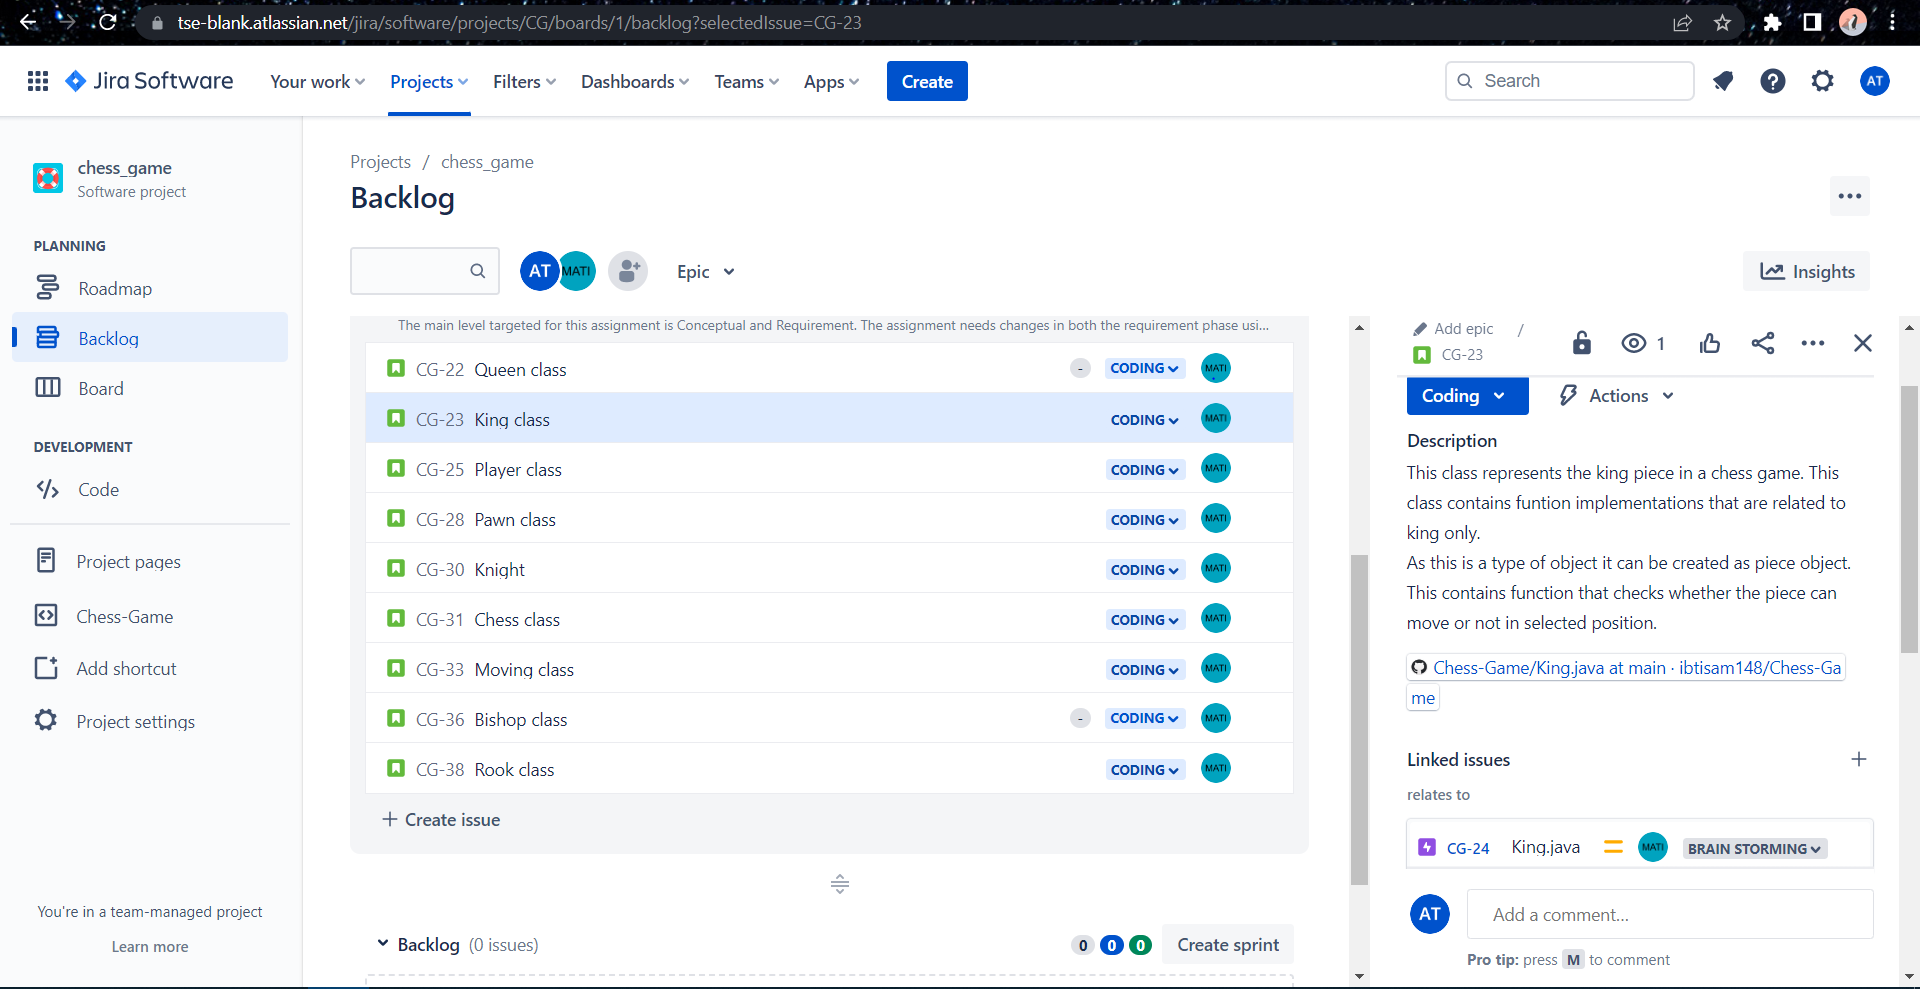 tse-blank.atlassian.net/jira/software/projects/CG/boards/1/backlog?selectedIssue=CG-23
Jira Software
Your work
Projects
Filters
Dashboards
Teams
Apps
Create
Search
AT
chess_game
Software project
PLANNING
Roadmap
Backlog
Board
DEVELOPMENT
Code
Project pages
Chess-Game
Add shortcut
Project settings
You're in a team-managed project
Learn more
Projects / chess_game
Backlog
AT MATI
Epic
Insights
The main level targeted for this assignment is Conceptual and Requirement. The assignment needs changes in both the requirement phase usi...
CG-22 Queen class - CODING MATI
CG-23 King class CODING MATI
CG-25 Player class CODING MATI
CG-28 Pawn class CODING MATI
CG-30 Knight CODING MATI
CG-31 Chess class CODING MATI
CG-33 Moving class CODING MATI
CG-36 Bishop class - CODING MATI
CG-38 Rook class CODING MATI
+ Create issue
Backlog (0 issues) 0 0 0 Create sprint
Add epic /
CG-23
1
Coding
Actions
Description
This class represents the king piece in a chess game. This
class contains funtion implementations that are related to
king only.
As this is a type of object it can be created as piece object.
This contains function that checks whether the piece can
move or not in selected position.
Chess-Game/King.java at main · ibtisam148/Chess-Ga
me
Linked issues
relates to
CG-24 King.java MATI BRAIN STORMING
AT Add a comment...
Pro tip: press M to comment